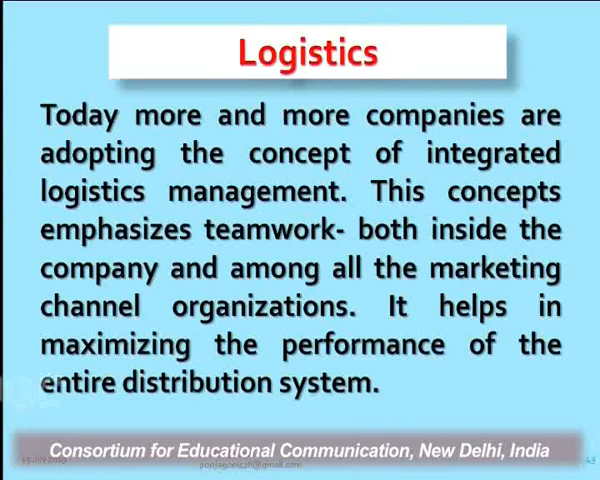 Logistics
Today more and more companies are
adopting the concept of integrated
logistics management. This concepts
emphasizes teamwork- both inside the
company and among all the marketing
channel organizations. It helps in
maximizing the performance of the
entire distribution system.
Consortium for Educational Communication, New Delhi, India
43